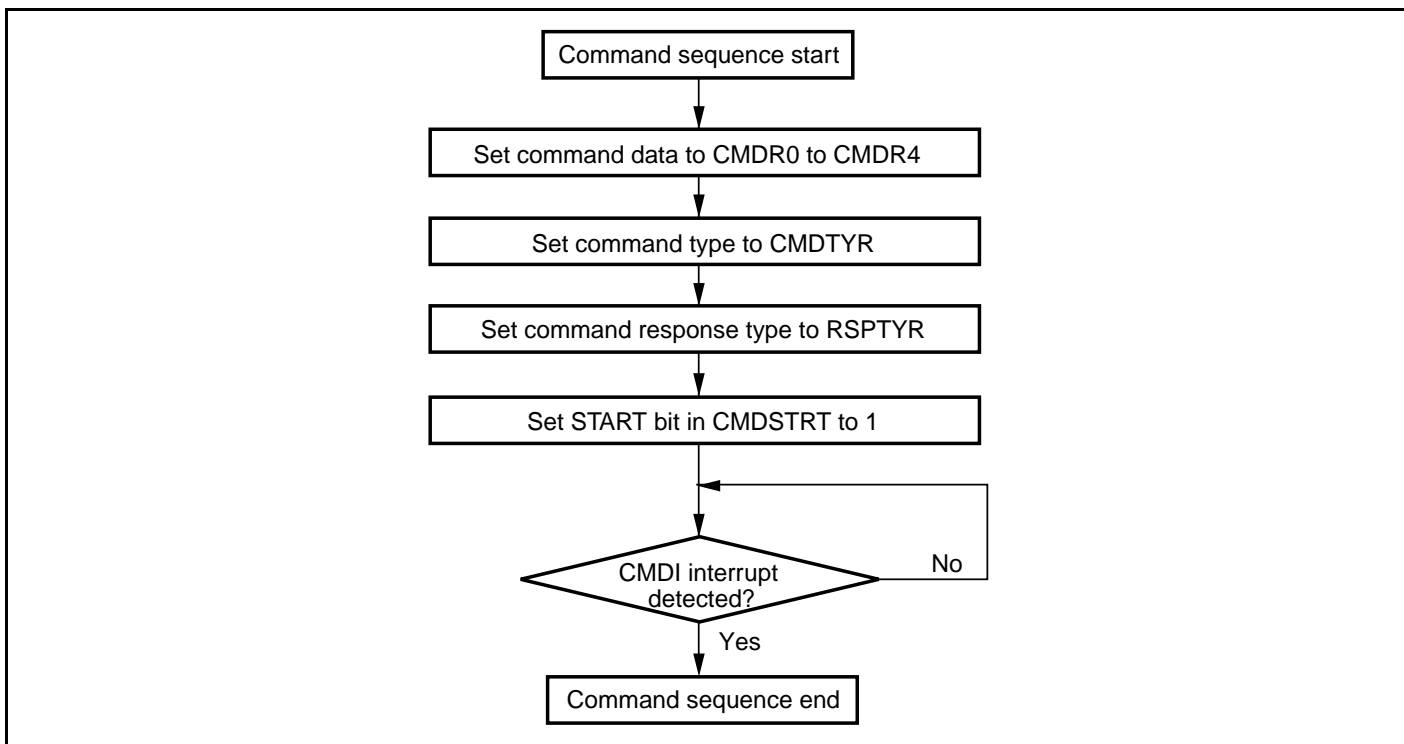 Command sequence start
Set command data to CMDR0 to CMDR4
Set command type to CMDTYR
Set command response type to RSPTYR
Set START bit in CMDSTRT to 1
CMDI interrupt
detected?
No
Yes
Command sequence end